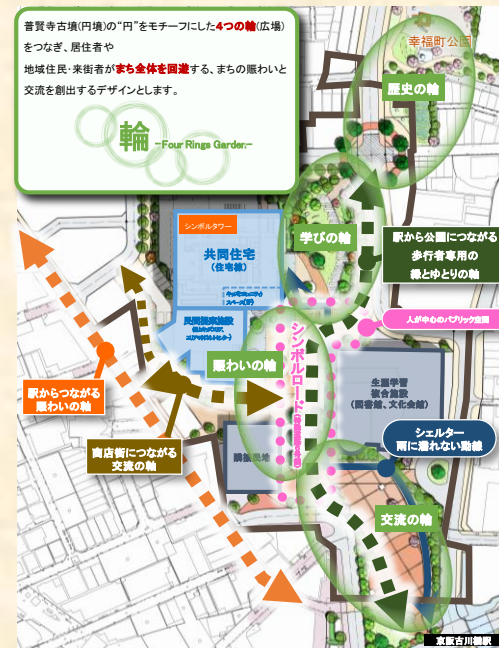 普賢寺古墳(円墳)の“円”をモチーフにした4つの輪(広場)
をつなぎ、居住者や
地域住民・来街者がまち全体を回遊する、まちの賑わいと
交流を創出するデザインとします。
輪 -Four Rings Garden-
幸福町公園
歴史の輪
シンボルタワー
共同住宅
(住宅棟)
学びの輪
駅から公園につながる
歩行者専用の
緑とゆとりの軸
人が中心のパブリック空間
民間提案施設
賑わいの輪
シンボルロード
生涯学習
複合施設
(図書館、文化会館)
駅からつながる
賑わいの軸
商店街につながる
交流の軸
シェルター
雨に濡れない動線
交流の輪
京阪古川橋駅